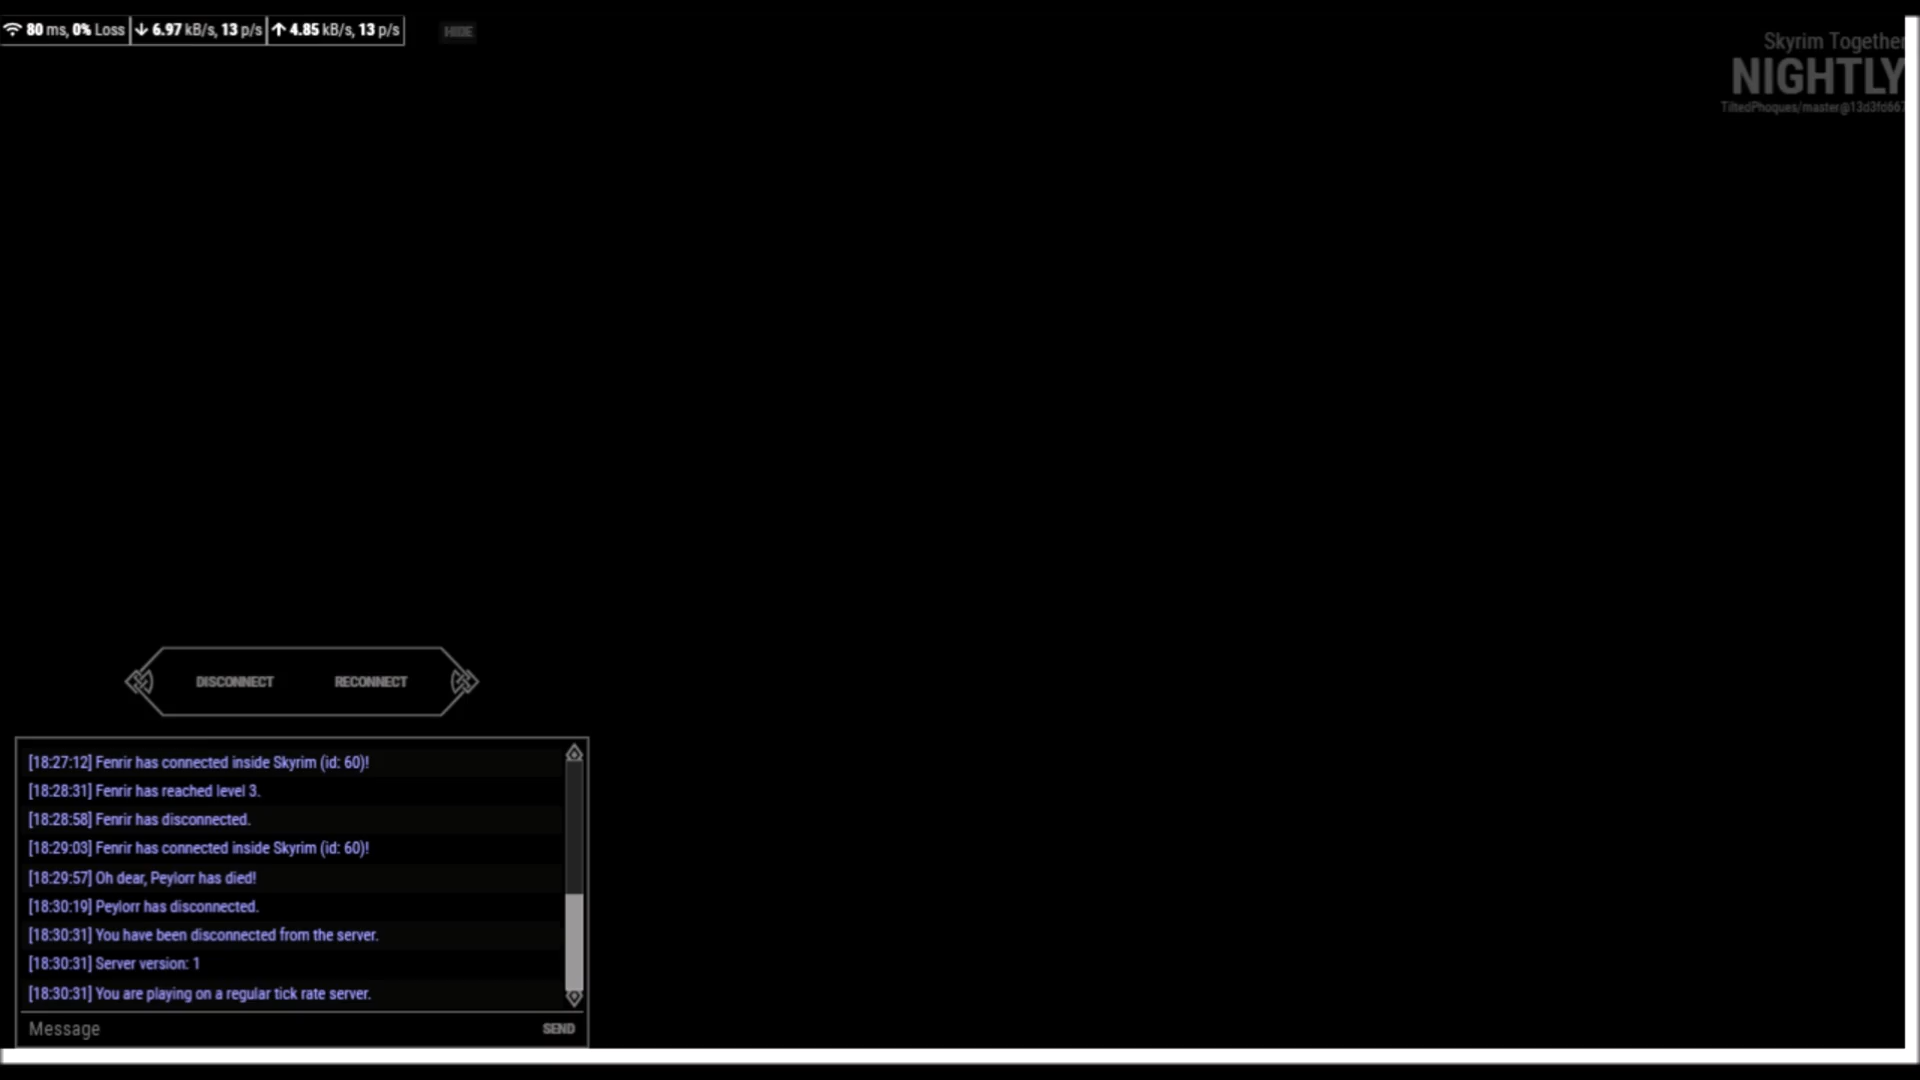 80 ms, 0% Loss
6.97 kB/s, 13 p/s
4.85 kB/s, 13 p/s
HIDE
Skyrim Together
NIGHTLY
TiltedPhoques/master@13d3fd667
DISCONNECT
RECONNECT
[18:27:12] Fenrir has connected inside Skyrim (id: 60)!
[18:28:31] Fenrir has reached level 3.
[18:28:58] Fenrir has disconnected.
[18:29:03] Fenrir has connected inside Skyrim (id: 60)!
[18:29:57] Oh dear, Peylorr has died!
[18:30:19] Peylorr has disconnected.
[18:30:31] You have been disconnected from the server.
[18:30:31] Server version: 1
[18:30:31] You are playing on a regular tick rate server.
Message
SEND